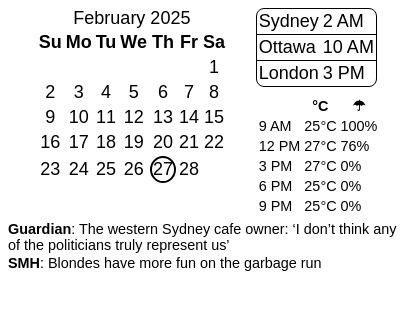 February 2025
Su Mo Tu We Th Fr Sa
1
2 3 4 5 6 7 8
9 10 11 12 13 14 15
16 17 18 19 20 21 22
23 24 25 26 27 28
Sydney 2 AM
Ottawa 10 AM
London 3 PM
°C ☂
9 AM 25°C 100%
12 PM 27°C 76%
3 PM 27°C 0%
6 PM 25°C 0%
9 PM 25°C 0%
Guardian: The western Sydney cafe owner: ‘I don’t think any
of the politicians truly represent us’
SMH: Blondes have more fun on the garbage run